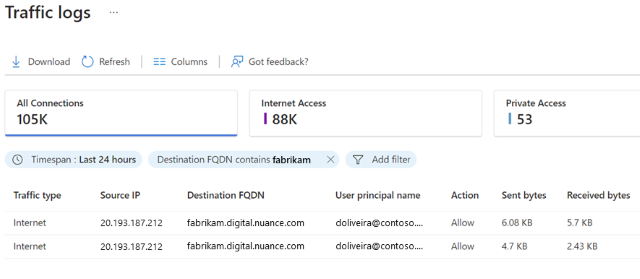 Traffic logs ...
Download Refresh Columns Got feedback?
All Connections Internet Access Private Access
105K 88K 53
Timespan : Last 24 hours Destination FQDN contains fabrikam Add filter
Traffic type Source IP Destination FQDN User principal name Action Sent bytes Received bytes
Internet 20.193.187.212 fabrikam.digital.nuance.com doliveira@contoso.... Allow 6.08 KB 5.7 KB
Internet 20.193.187.212 fabrikam.digital.nuance.com doliveira@contoso.... Allow 4.7 KB 2.43 KB